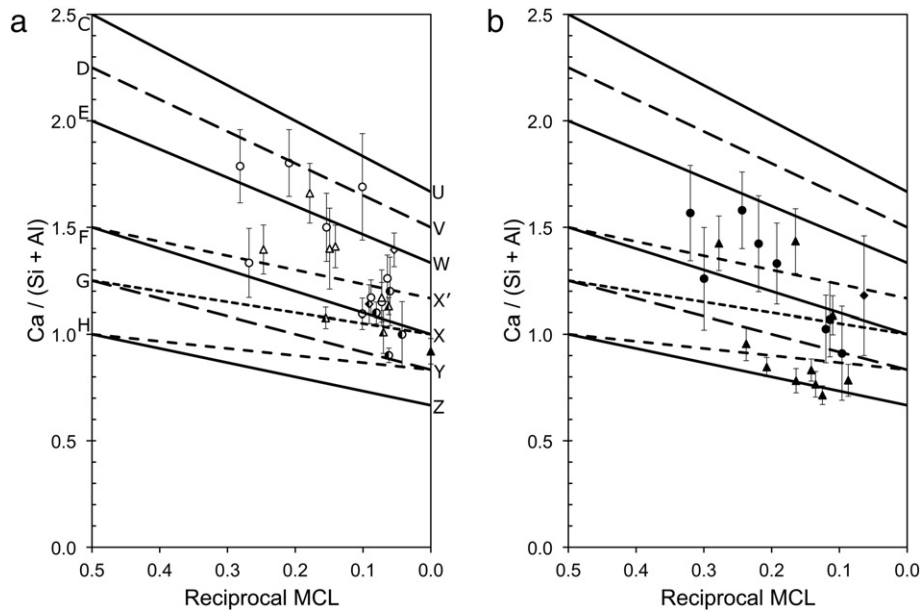 a
b
Ca / (Si + Al)
2.5
2.0
1.5
1.0
0.5
0.0
C
D
E
F
G
H
U
V
W
X′
X
Y
Z
0.5 0.4 0.3 0.2 0.1 0.0
Reciprocal MCL
Ca / (Si + Al)
2.5
2.0
1.5
1.0
0.5
0.0
0.5 0.4 0.3 0.2 0.1 0.0
Reciprocal MCL